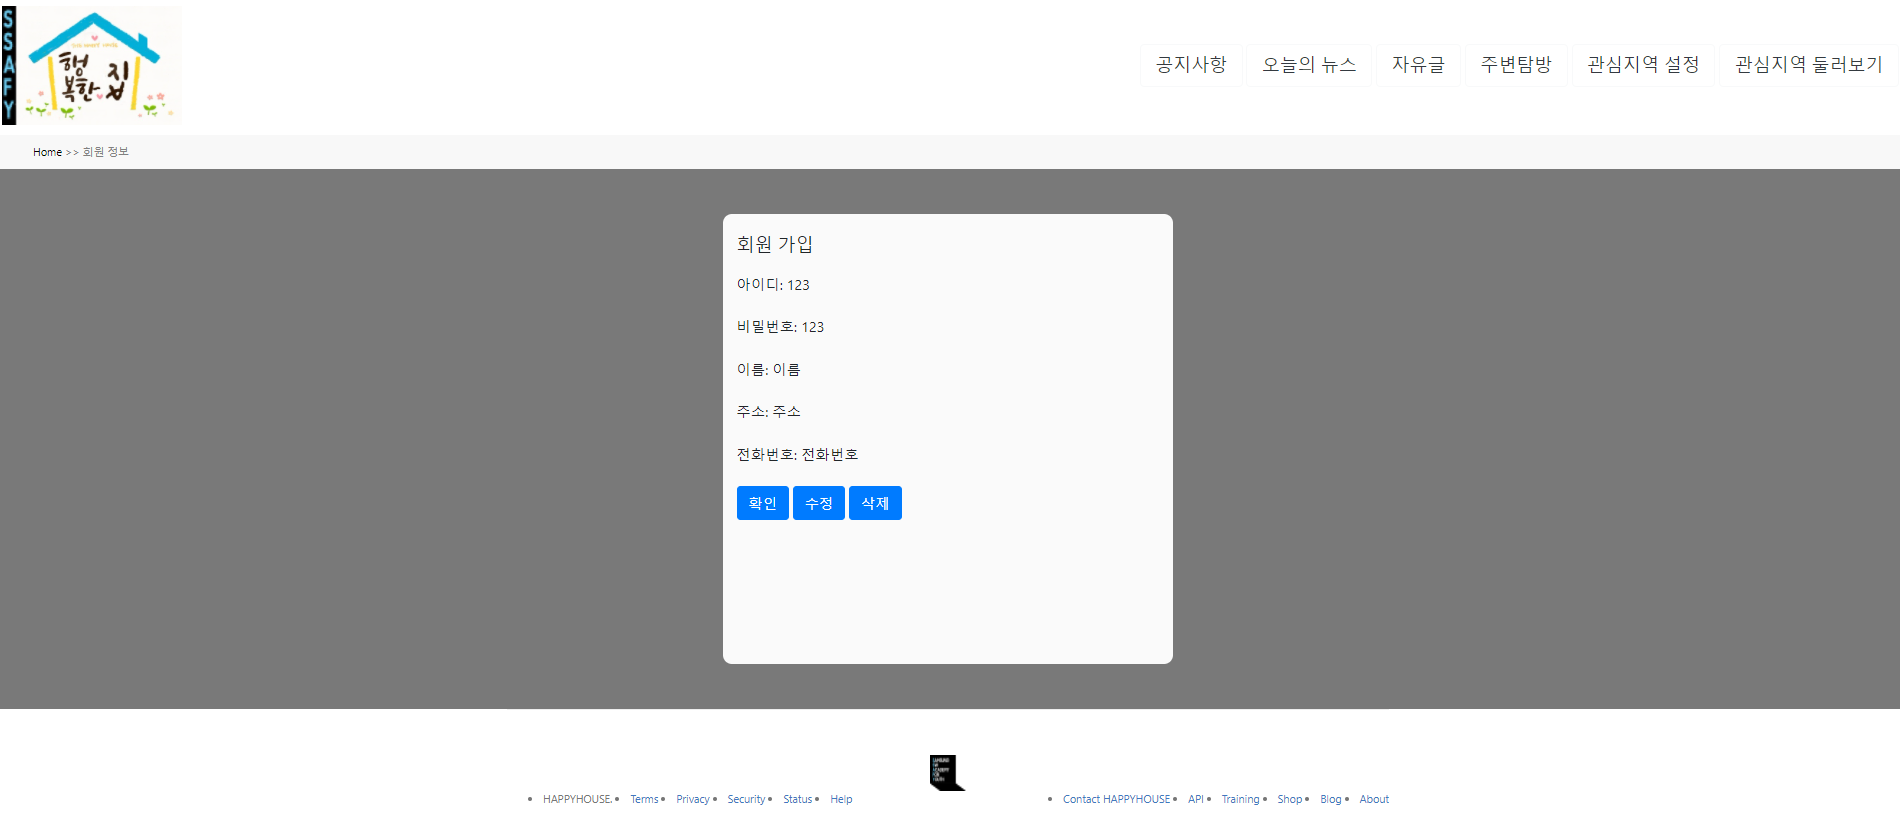 SSAFY
행복한 집
공지사항 오늘의 뉴스 자유글 주변탐방 관심지역 설정 관심지역 둘러보기
Home >> 회원 정보
회원 가입
아이디: 123
비밀번호: 123
이름: 이름
주소: 주소
전화번호: 전화번호
확인 수정 삭제
• HAPPYHOUSE. • Terms • Privacy • Security • Status • Help
• Contact HAPPYHOUSE • API • Training • Shop • Blog • About